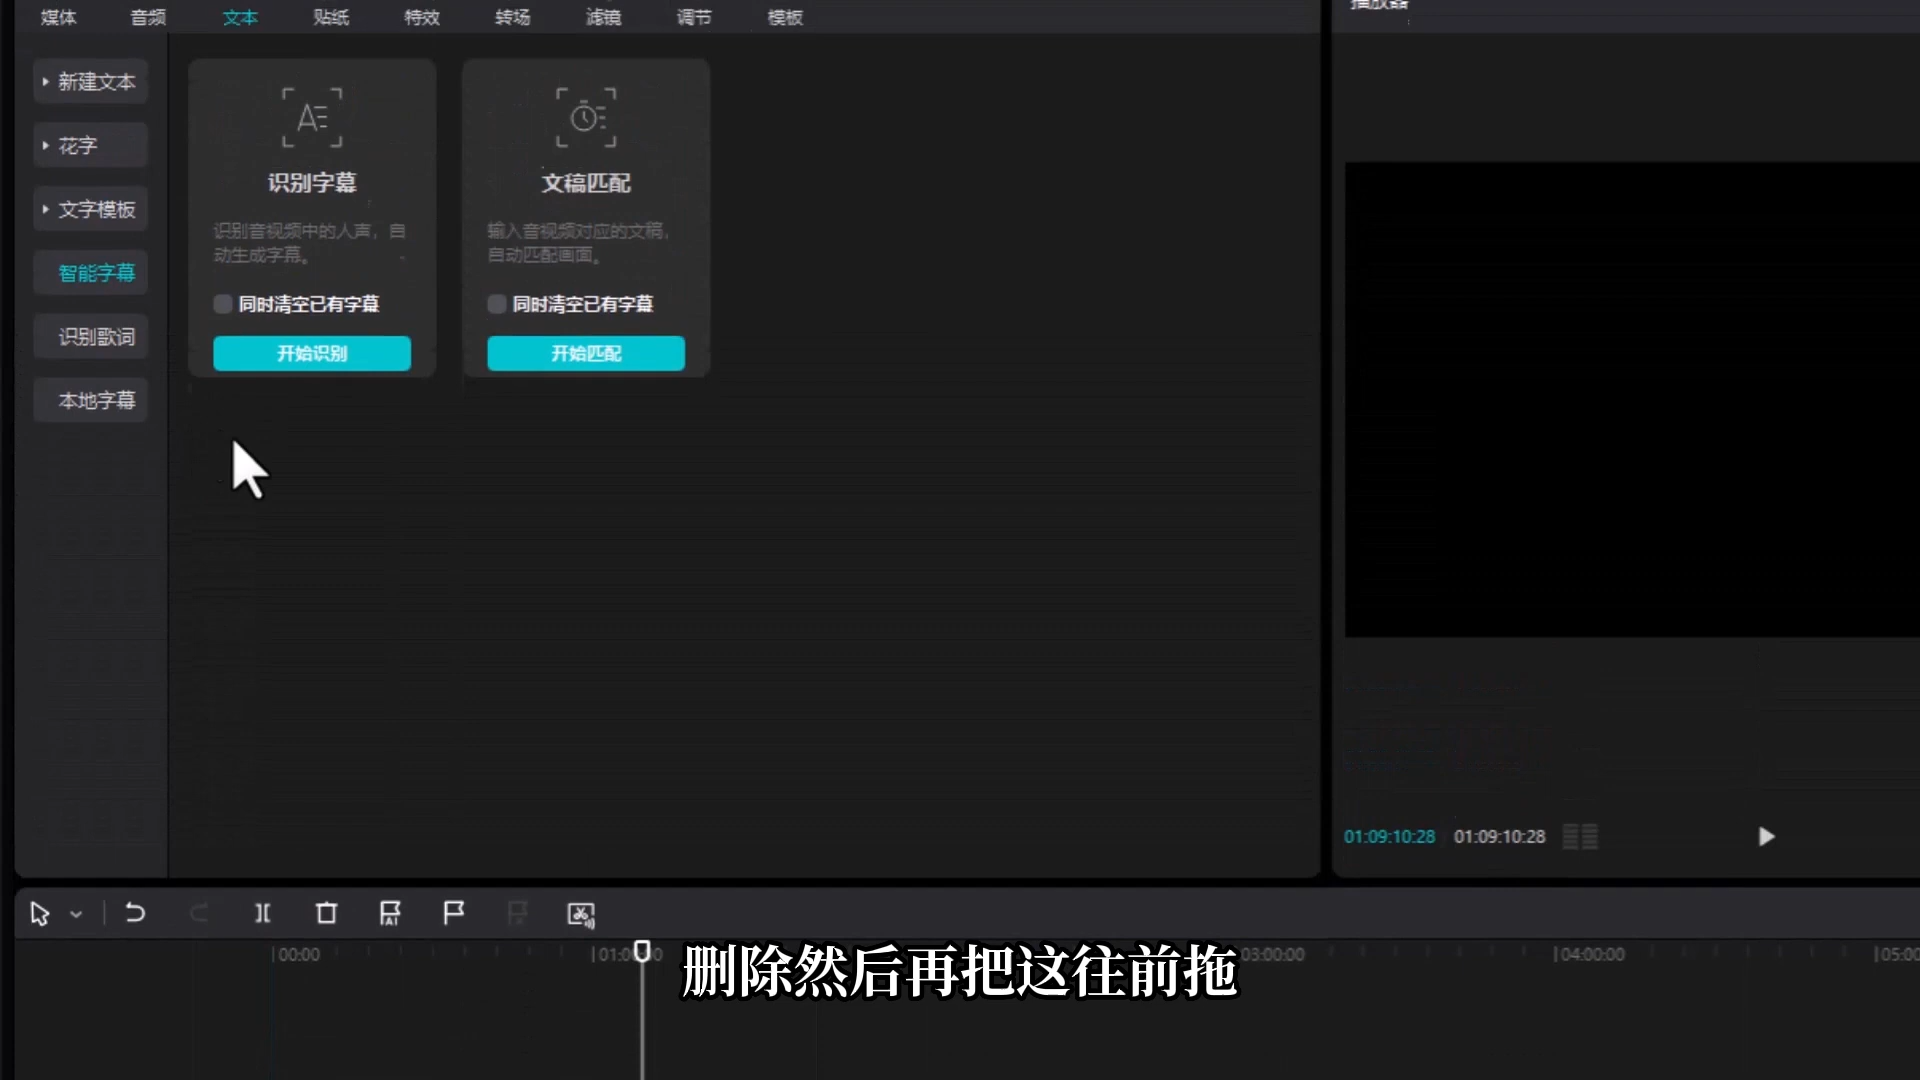 媒体 音频 文本 贴纸 特效 转场 滤镜 调节 模板
播放器
新建文本
花字
文字模板
智能字幕
识别歌词
本地字幕
识别字幕
识别音视频中的人声，自
动生成字幕。
同时清空已有字幕
开始识别
文稿匹配
输入音视频对应的文稿，
自动匹配画面。
同时清空已有字幕
开始匹配
01:09:10:28 01:09:10:28
00:00 03:00:00 04:00:00
删除然后再把这往前拖